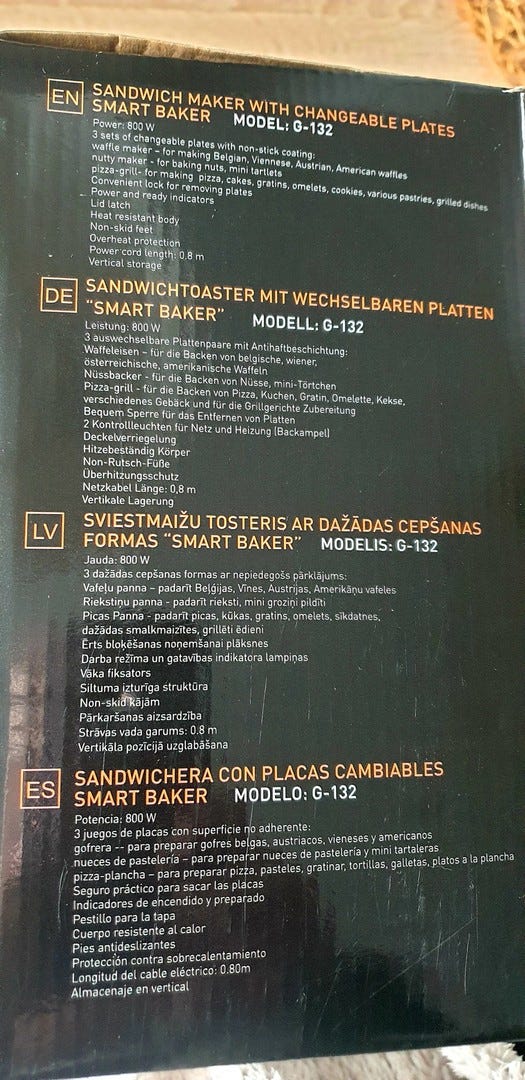 EN
SANDWICH MAKER WITH CHANGEABLE PLATES
SMART BAKER MODEL: G-132
Power: 800 W
3 sets of changeable plates with non-stick coating:
waffle maker – for making Belgian, Viennese, Austrian, American waffles
nutty maker - for baking nuts, mini tartlets
pizza-grill- for making pizza, cakes, gratins, omelets, cookies, various pastries, grilled dishes
Convenient lock for removing plates
Power and ready indicators
Lid latch
Heat resistant body
Non-skid feet
Overheat protection
Power cord length: 0.8 m
Vertical storage
DE
SANDWICHTOASTER MIT WECHSELBAREN PLATTEN
“SMART BAKER” MODELL: G-132
Leistung: 800 W
3 auswechselbare Plattenpaare mit Antihaftbeschichtung:
Waffeleisen – für die Backen von belgische, wiener,
österreichische, amerikanische Waffeln
Nüssbacker - für die Backen von Nüsse, mini-Törtchen
Pizza-grill - für die Backen von Pizza, Kuchen, Gratin, Omelette, Kekse,
verschiedenes Gebäck und für die Grillgerichte Zubereitung
Bequem Sperre für das Entfernen von Platten
2 Kontrollleuchten für Netz und Heizung (Backampel)
Deckelverriegelung
Hitzebeständig Körper
Non-Rutsch-Füße
Überhitzungsschutz
Netzkabel Länge: 0,8 m
Vertikale Lagerung
LV
SVIESTMAIŽU TOSTERIS AR DAŽĀDAS CEPŠANAS
FORMAS “SMART BAKER” MODELIS: G-132
Jauda: 800 W
3 dažādas cepšanas formas ar nepiedegošs pārklājums:
Vafeļu panna – padarīt Beļģijas, Vīnes, Austrijas, Amerikāņu vafeles
Riekstiņu panna - padarīt rieksti, mini groziņi pildīti
Picas Panna - padarīt picas, kūkas, gratins, omelets, sīkdatnes,
dažādas smalkmaizītes, grillēti ēdieni
Ērts bloķēšanas noņemšanai plāksnes
Darba režīma un gatavības indikatora lampiņas
Vāka fiksators
Siltuma izturīga struktūra
Non-skid kājām
Pārkaršanas aizsardzība
Strāvas vada garums: 0.8 m
Vertikāla pozīcijā uzglabāšana
ES
SANDWICHERA CON PLACAS CAMBIABLES
SMART BAKER MODELO: G-132
Potencia: 800 W
3 juegos de placas con superficie no adherente:
gofrera -- para preparar gofres belgas, austriacos, vieneses y americanos
nueces de pastelería – para preparar nueces de pastelería y mini tartaleras
pizza-plancha – para preparar pizza, pasteles, gratinar, tortillas, galletas, platos a la plancha
Seguro práctico para sacar las placas
Indicadores de encendido y preparado
Pestillo para la tapa
Cuerpo resistente al calor
Pies antideslizantes
Protección contra sobrecalentamiento
Longitud del cable eléctrico: 0.80m
Almacenaje en vertical